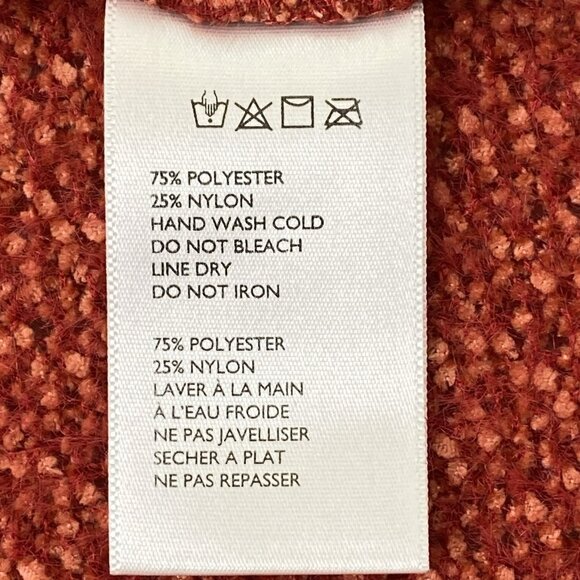 75% POLYESTER
25% NYLON
HAND WASH COLD
DO NOT BLEACH
LINE DRY
DO NOT IRON
75% POLYESTER
25% NYLON
LAVER À LA MAIN
A L'EAU FROIDE
NE PAS JAVELLISER
SECHER A PLAT
NE PAS REPASSER